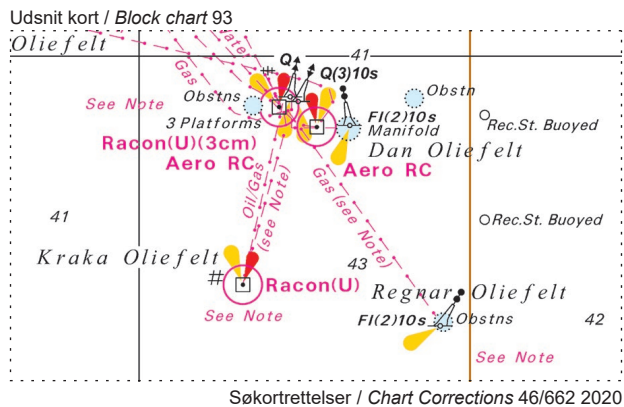 Udsnit kort / Block chart 93
Oliefelt
Gas
Q
41
Q(3)10s
See Note
Obstns
Obstn
3 Platforms
Fl(2)10s
Manifold
Rec.St. Buoyed
Racon(U)(3cm)
Aero RC
Dan Oliefelt
Aero RC
Oil/Gas
(see Note)
Gas (see Note)
41
Rec.St. Buoyed
Kraka Oliefelt
43
#
Racon(U)
Regnar Oliefelt
See Note
Fl(2)10s
Obstns
42
See Note
Søkortrettelser / Chart Corrections 46/662 2020